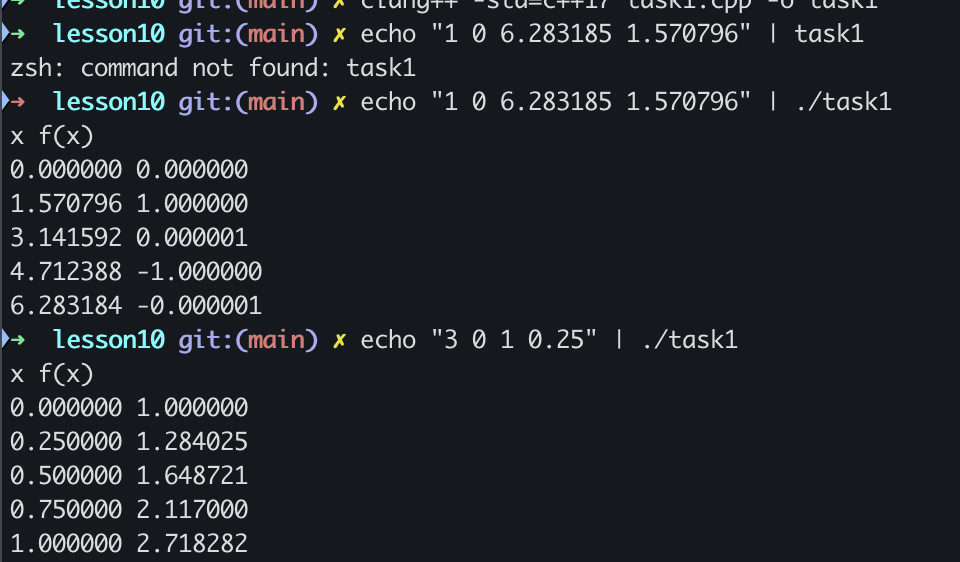 ➜ lesson10 git:(main) ✗ clang++ -std=c++17 task1.cpp -o task1
➜ lesson10 git:(main) ✗ echo "1 0 6.283185 1.570796" | task1
zsh: command not found: task1
➜ lesson10 git:(main) ✗ echo "1 0 6.283185 1.570796" | ./task1
x f(x)
0.000000 0.000000
1.570796 1.000000
3.141592 0.000001
4.712388 -1.000000
6.283184 -0.000001
➜ lesson10 git:(main) ✗ echo "3 0 1 0.25" | ./task1
x f(x)
0.000000 1.000000
0.250000 1.284025
0.500000 1.648721
0.750000 2.117000
1.000000 2.718282